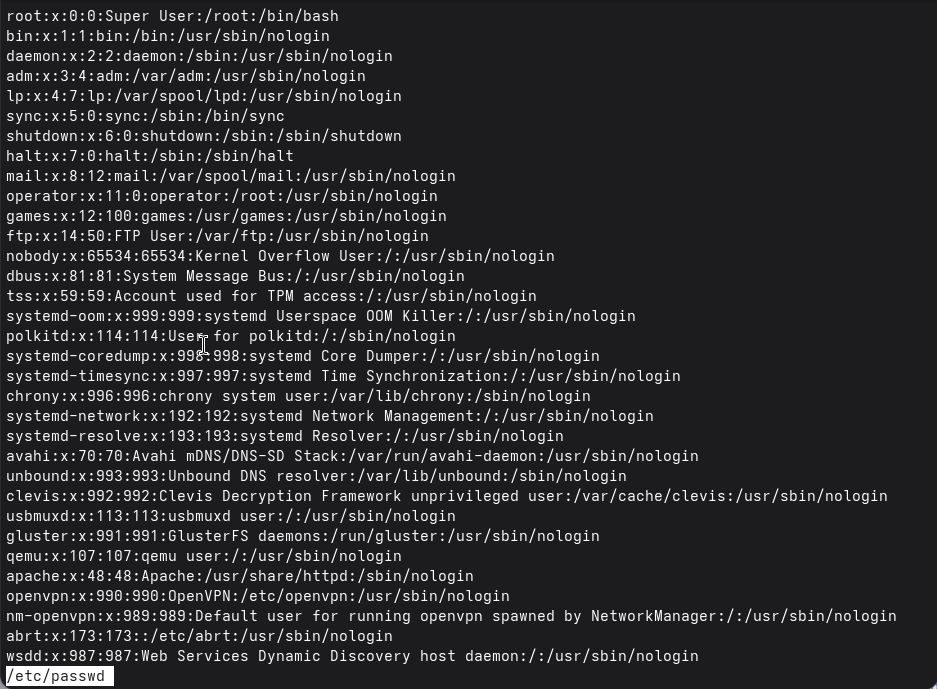 root:x:0:0:Super User:/root:/bin/bash
bin:x:1:1:bin:/bin:/usr/sbin/nologin
daemon:x:2:2:daemon:/sbin:/usr/sbin/nologin
adm:x:3:4:adm:/var/adm:/usr/sbin/nologin
lp:x:4:7:lp:/var/spool/lpd:/usr/sbin/nologin
sync:x:5:0:sync:/sbin:/bin/sync
shutdown:x:6:0:shutdown:/sbin:/sbin/shutdown
halt:x:7:0:halt:/sbin:/sbin/halt
mail:x:8:12:mail:/var/spool/mail:/usr/sbin/nologin
operator:x:11:0:operator:/root:/usr/sbin/nologin
games:x:12:100:games:/usr/games:/usr/sbin/nologin
ftp:x:14:50:FTP User:/var/ftp:/usr/sbin/nologin
nobody:x:65534:65534:Kernel Overflow User:/:/usr/sbin/nologin
dbus:x:81:81:System Message Bus:/:/usr/sbin/nologin
tss:x:59:59:Account used for TPM access:/:/usr/sbin/nologin
systemd-oom:x:999:999:systemd Userspace OOM Killer:/:/usr/sbin/nologin
polkitd:x:114:114:User for polkitd:/:/sbin/nologin
systemd-coredump:x:998:998:systemd Core Dumper:/:/usr/sbin/nologin
systemd-timesync:x:997:997:systemd Time Synchronization:/:/usr/sbin/nologin
chrony:x:996:996:chrony system user:/var/lib/chrony:/sbin/nologin
systemd-network:x:192:192:systemd Network Management:/:/usr/sbin/nologin
systemd-resolve:x:193:193:systemd Resolver:/:/usr/sbin/nologin
avahi:x:70:70:Avahi mDNS/DNS-SD Stack:/var/run/avahi-daemon:/usr/sbin/nologin
unbound:x:993:993:Unbound DNS resolver:/var/lib/unbound:/sbin/nologin
clevis:x:992:992:Clevis Decryption Framework unprivileged user:/var/cache/clevis:/usr/sbin/nologin
usbmuxd:x:113:113:usbmuxd user:/:/usr/sbin/nologin
gluster:x:991:991:GlusterFS daemons:/run/gluster:/usr/sbin/nologin
qemu:x:107:107:qemu user:/:/usr/sbin/nologin
apache:x:48:48:Apache:/usr/share/httpd:/sbin/nologin
openvpn:x:990:990:OpenVPN:/etc/openvpn:/usr/sbin/nologin
nm-openvpn:x:989:989:Default user for running openvpn spawned by NetworkManager:/:/usr/sbin/nologin
abrt:x:173:173::/etc/abrt:/usr/sbin/nologin
wsdd:x:987:987:Web Services Dynamic Discovery host daemon:/:/usr/sbin/nologin
/etc/passwd